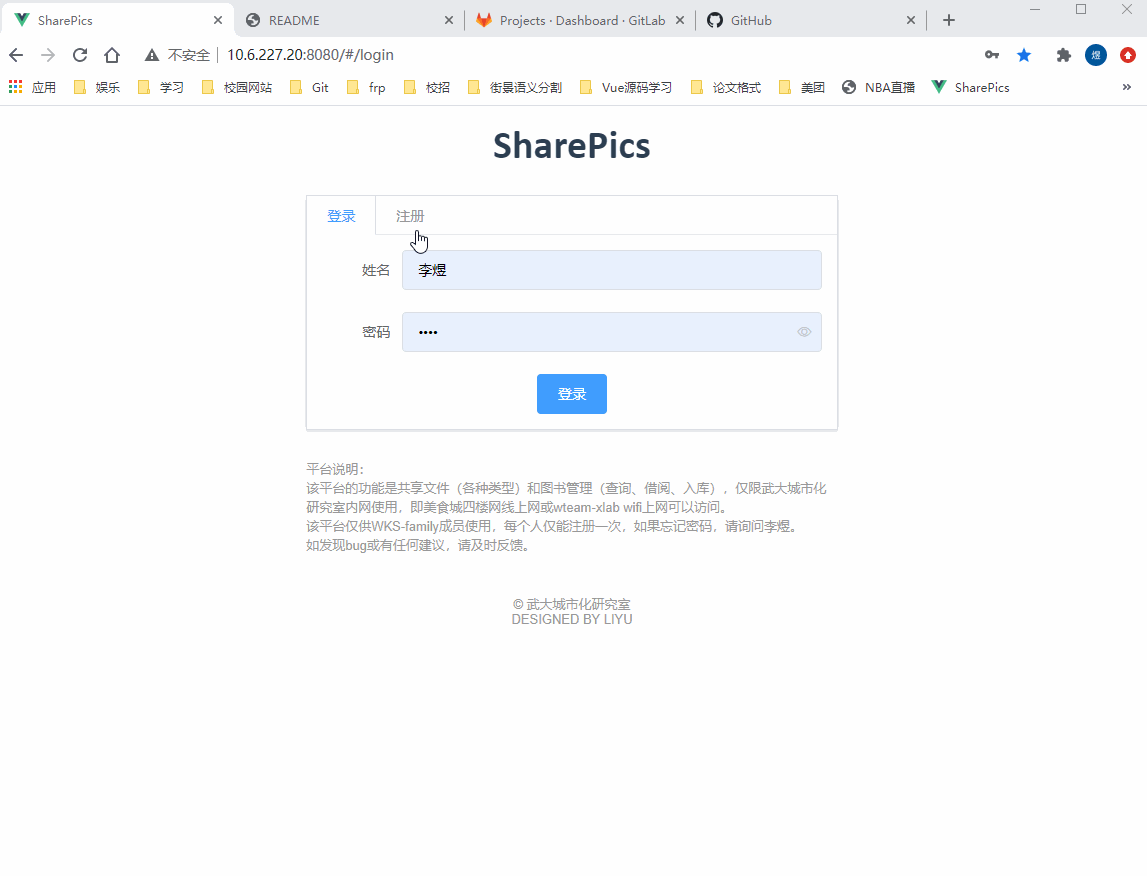 SharePics
README
Projects · Dashboard · GitLab
GitHub
不安全 10.6.227.20:8080/#/login
煜
应用 娱乐 学习 校园网站 Git frp 校招 街景语义分割 Vue源码学习 论文格式 美团 NBA直播 SharePics »
SharePics
登录 注册
姓名 李煜
密码 ••••
登录
平台说明：
该平台的功能是共享文件（各种类型）和图书管理（查询、借阅、入库），仅限武大城市化
研究室内网使用，即美食城四楼网线上网或wteam-xlab wifi上网可以访问。
该平台仅供WKS-family成员使用，每个人仅能注册一次，如果忘记密码，请询问李煜。
如发现bug或有任何建议，请及时反馈。
© 武大城市化研究室
DESIGNED BY LIYU